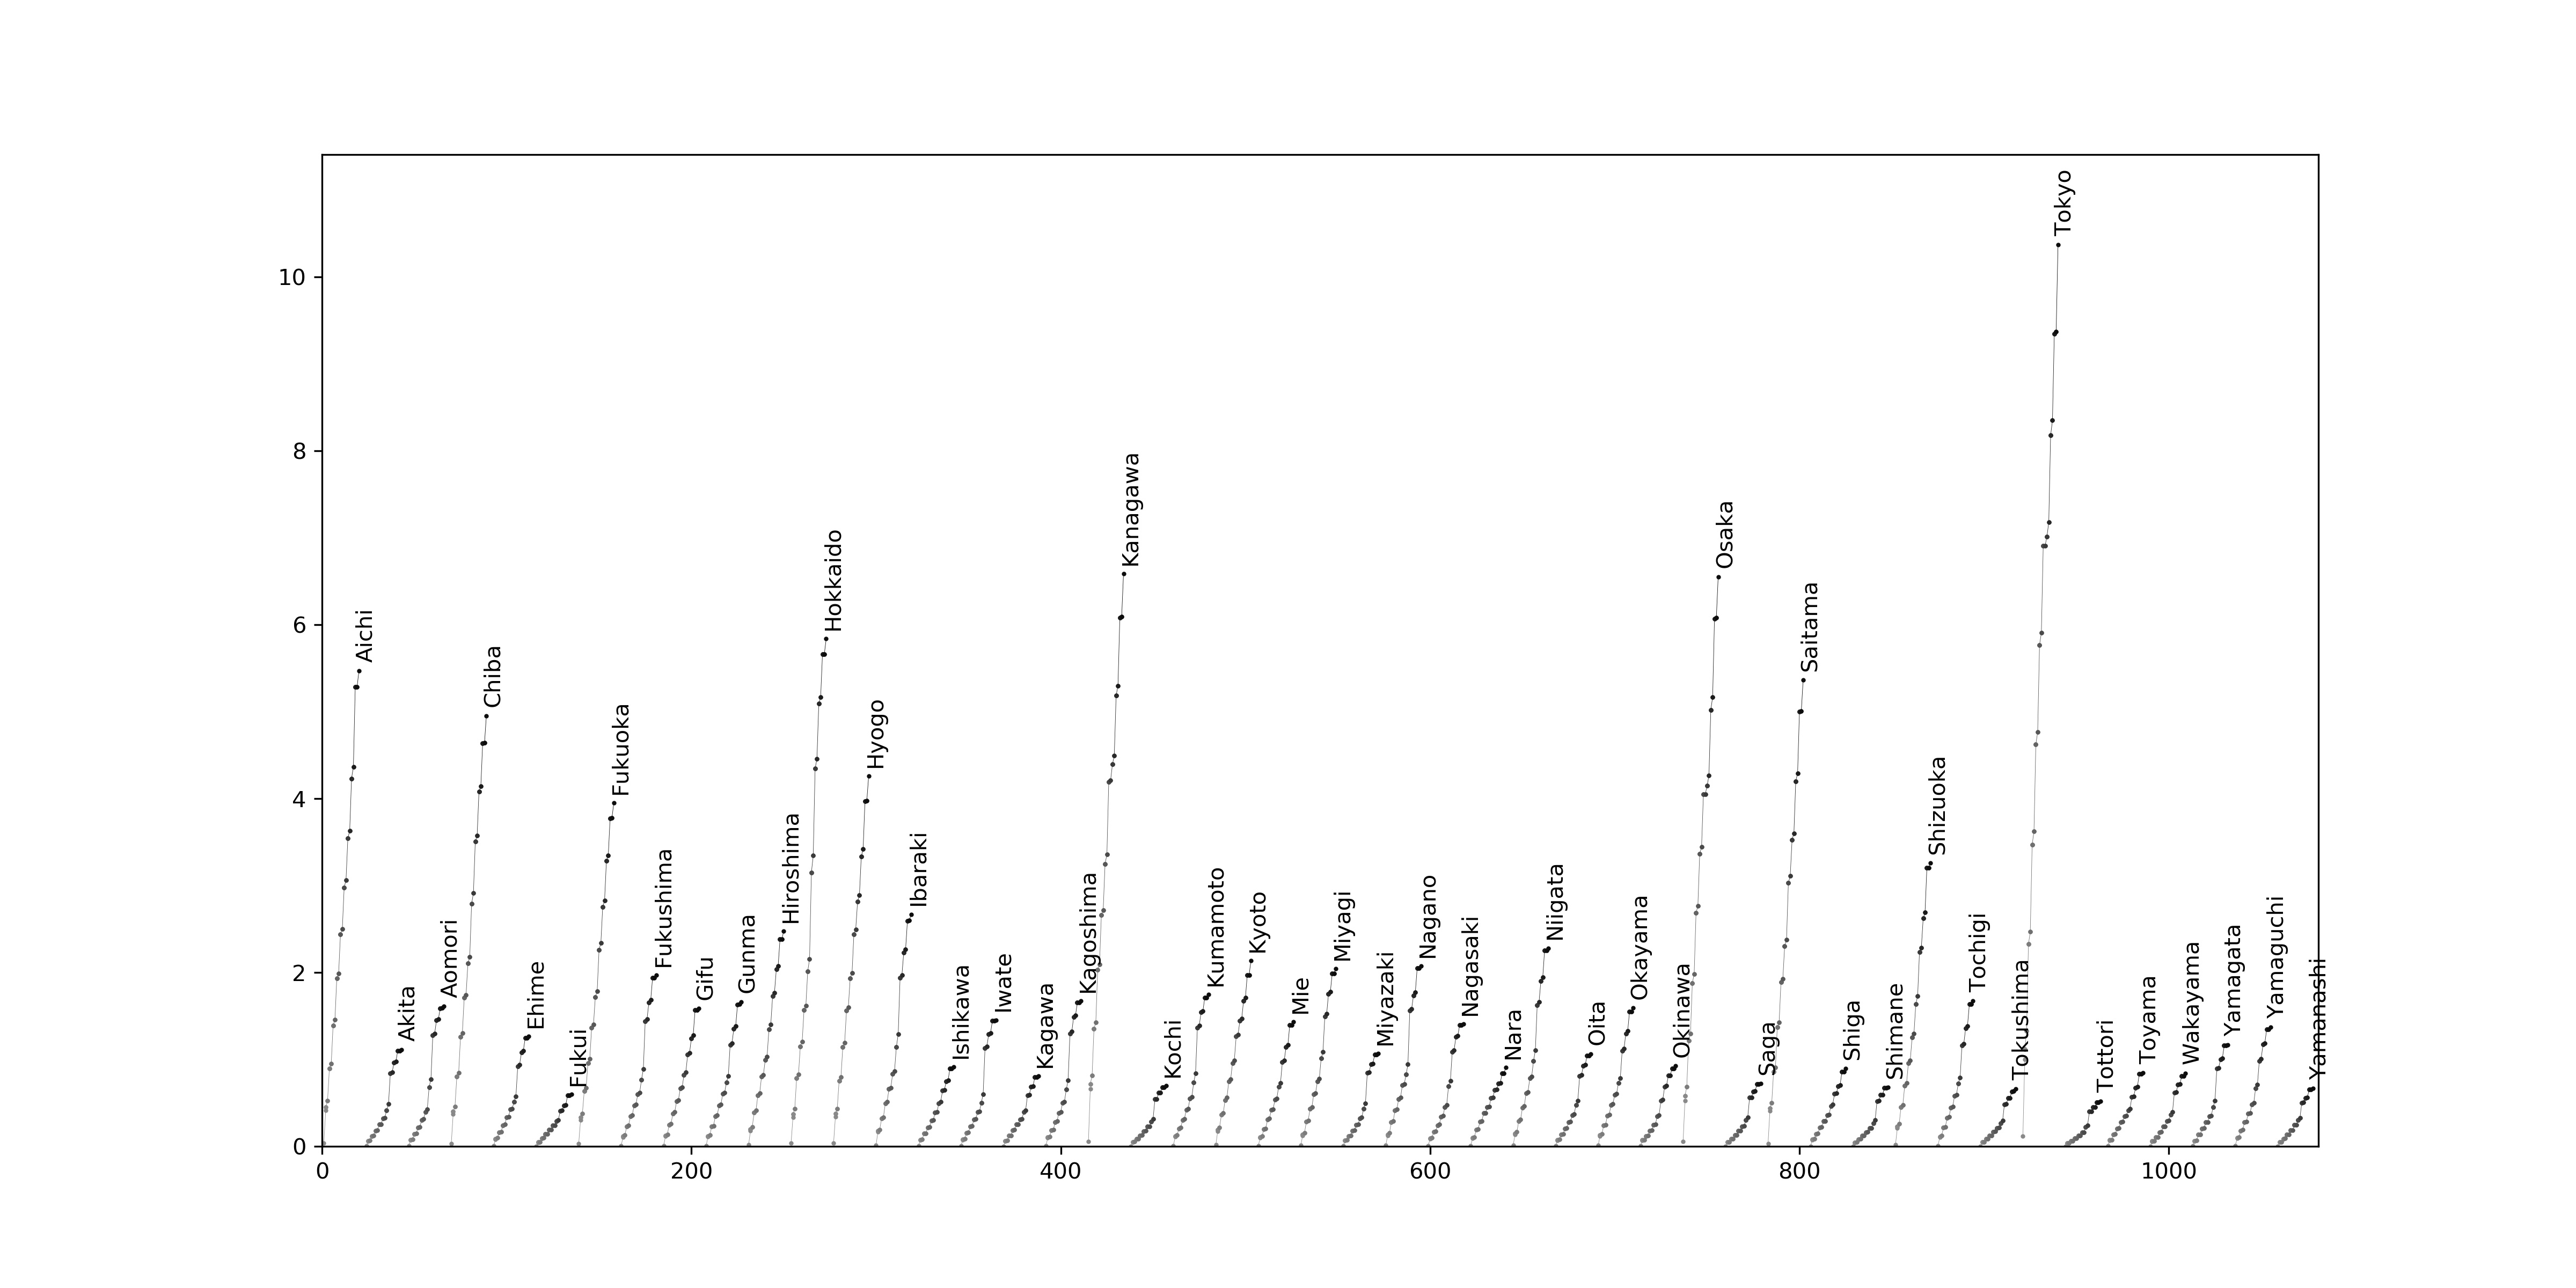 10
8
6
4
2
0
Aichi
Akita
Aomori
Chiba
Ehime
Fukui
Fukuoka
Fukushima
Gifu
Gunma
Hiroshima
Hokkaido
Hyogo
Ibaraki
Ishikawa
Iwate
Kagawa
Kagoshima
Kanagawa
Kochi
Kumamoto
Kyoto
Mie
Miyagi
Miyazaki
Nagano
Nagasaki
Nara
Niigata
Oita
Okayama
Okinawa
Osaka
Saga
Saitama
Shiga
Shimane
Shizuoka
Tochigi
Tokushima
Tokyo
Tottori
Toyama
Wakayama
Yamagata
Yamaguchi
Yamanashi
0 200 400 600 800 1000